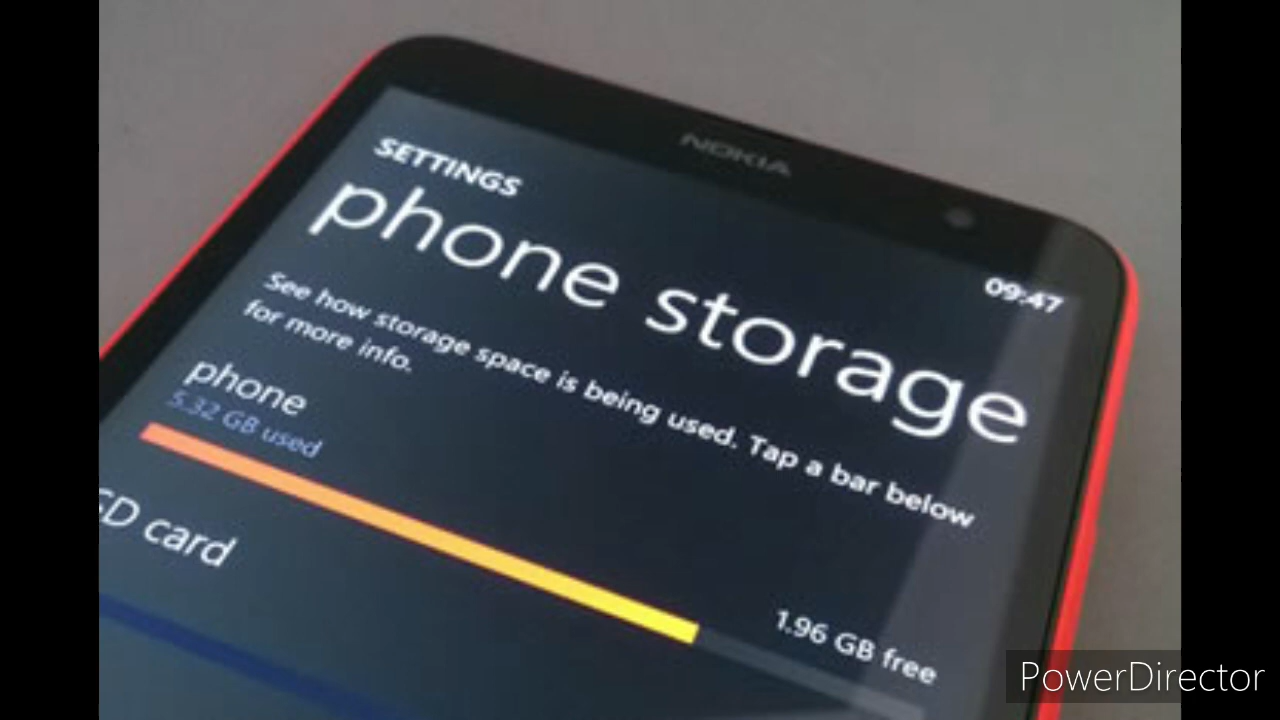 NOKIA
09:47
SETTINGS
phone storage
See how storage space is being used. Tap a bar below
for more info.
phone
5.32 GB used
1.96 GB free
SD card
PowerDirector